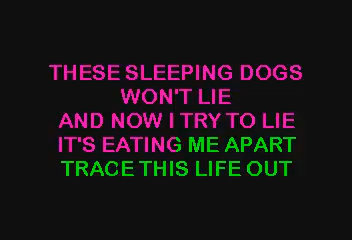 THESE SLEEPING DOGS
WON'T LIE
AND NOW I TRY TO LIE
IT'S EATING ME APART
TRACE THIS LIFE OUT